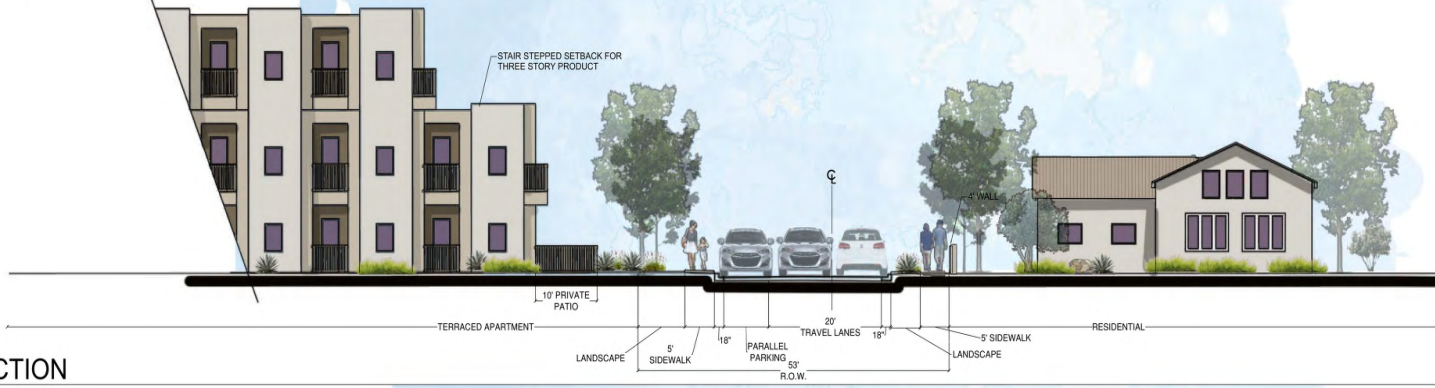 STAIR STEPPED SETBACK FOR
THREE STORY PRODUCT
℄
4' WALL
10' PRIVATE
PATIO
TERRACED APARTMENT
LANDSCAPE
5'
SIDEWALK
18"
PARALLEL
PARKING
20'
TRAVEL LANES
18"
53'
R.O.W.
LANDSCAPE
5' SIDEWALK
RESIDENTIAL
CTION